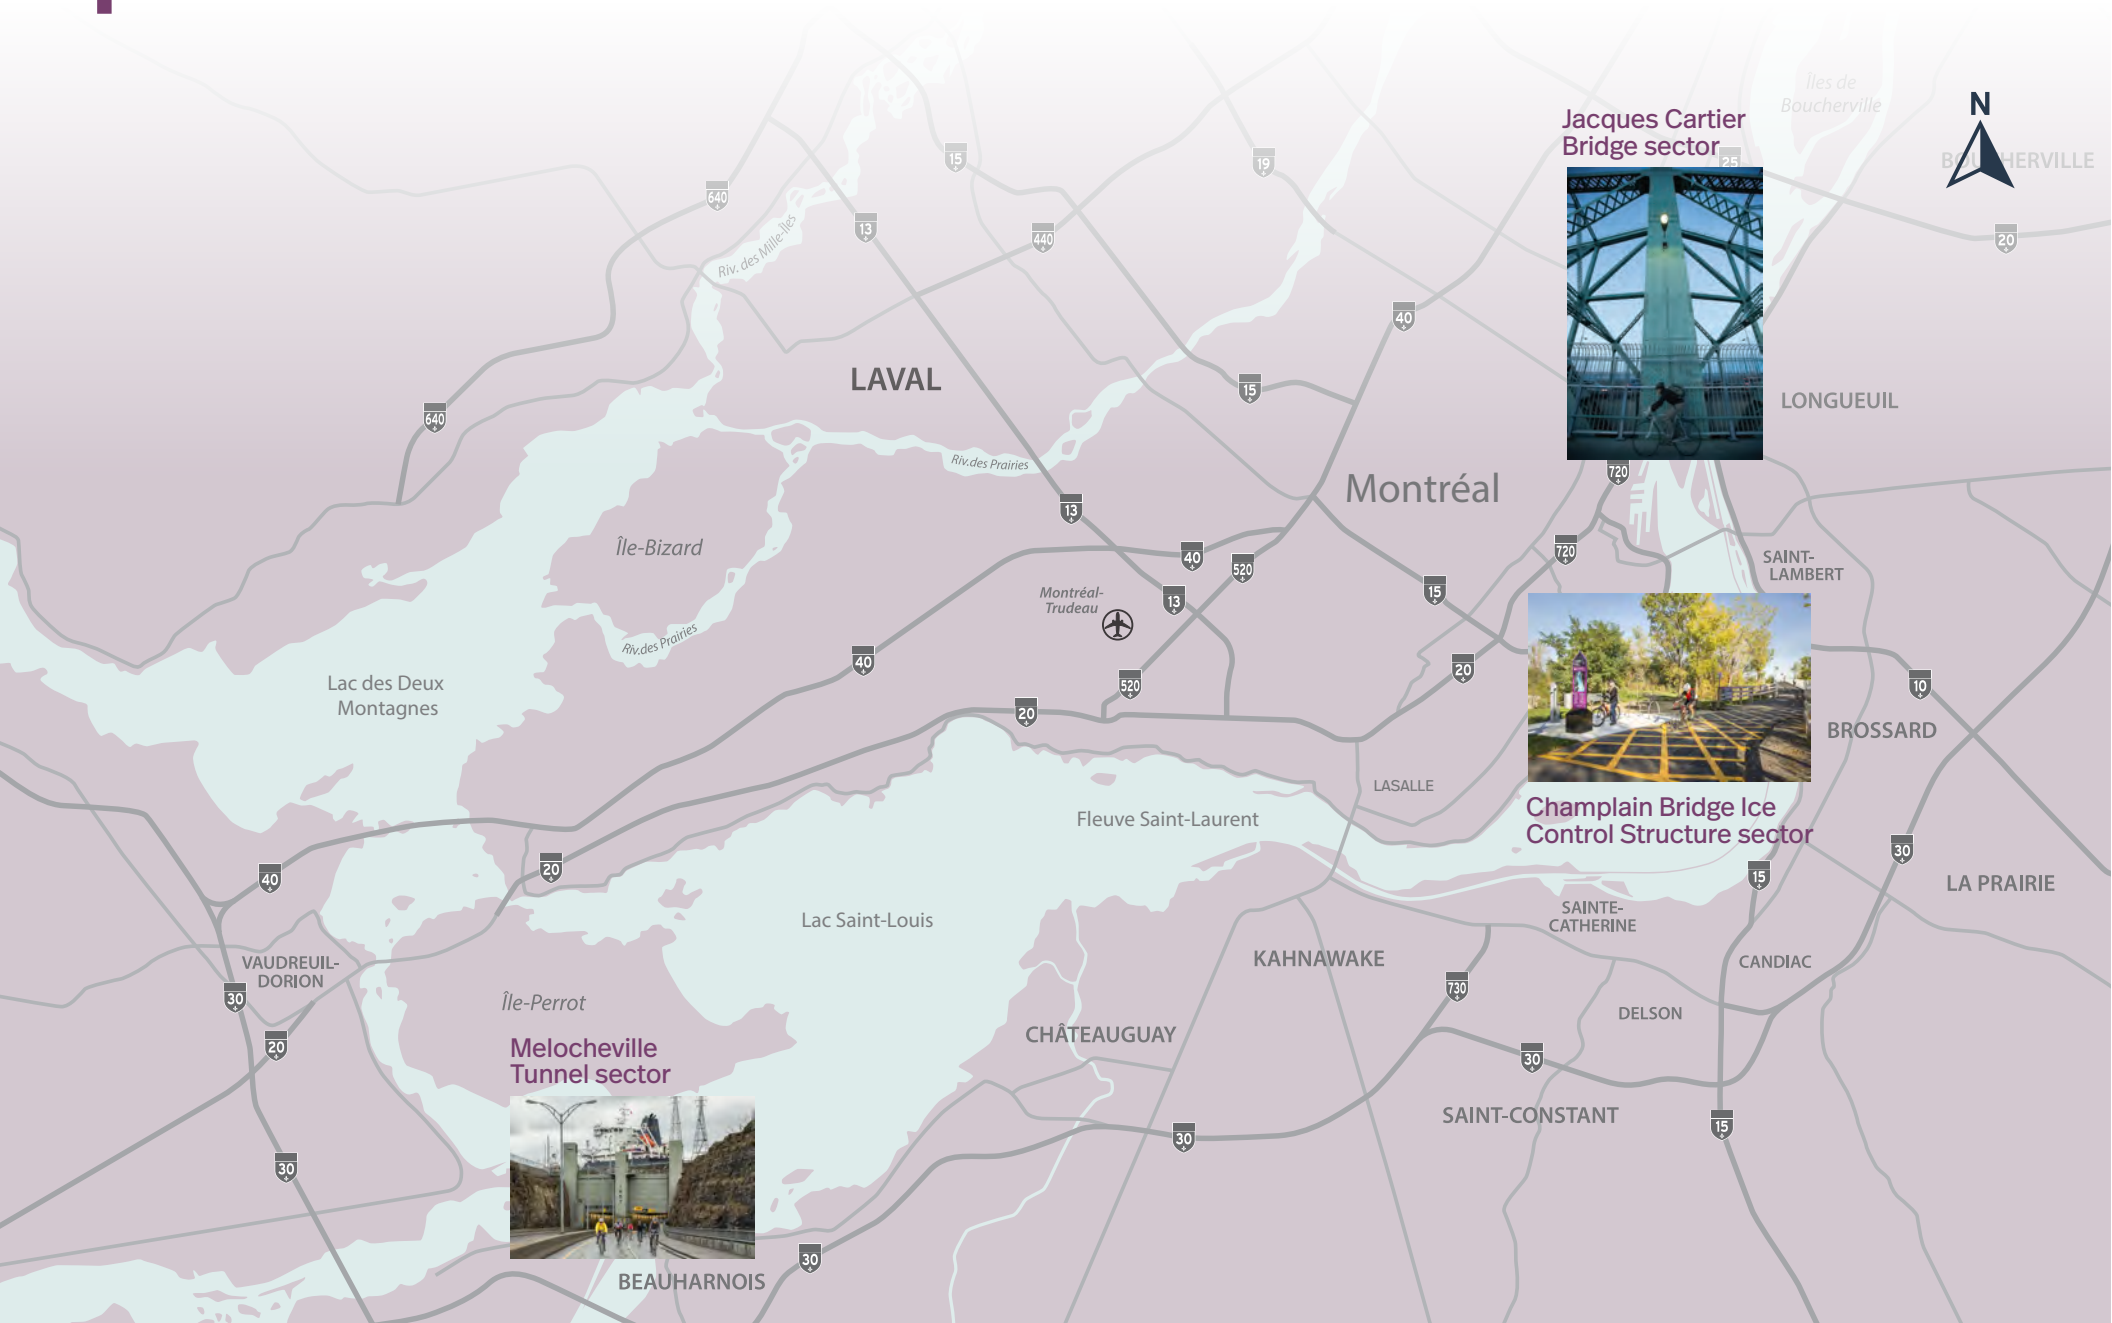 Îles de
Boucherville
N
Jacques Cartier
Bridge sector
25
BOUCHERVILLE
15
19
640
13
440
20
Riv. des Mille-Îles
40
LAVAL
15
640
LONGUEUIL
Riv.des Prairies
720
Montréal
13
Île-Bizard
40
520
720
SAINT-
LAMBERT
Montréal-
Trudeau
13
15
Riv.des Prairies
40
20
Lac des Deux
Montagnes
520
10
20
BROSSARD
LASALLE
Champlain Bridge Ice
Control Structure sector
Fleuve Saint-Laurent
30
20
40
15
LA PRAIRIE
Lac Saint-Louis
SAINTE-
CATHERINE
VAUDREUIL-
DORION
KAHNAWAKE
CANDIAC
30
730
Île-Perrot
DELSON
CHÂTEAUGUAY
20
Melocheville
Tunnel sector
30
SAINT-CONSTANT
15
30
30
30
BEAUHARNOIS